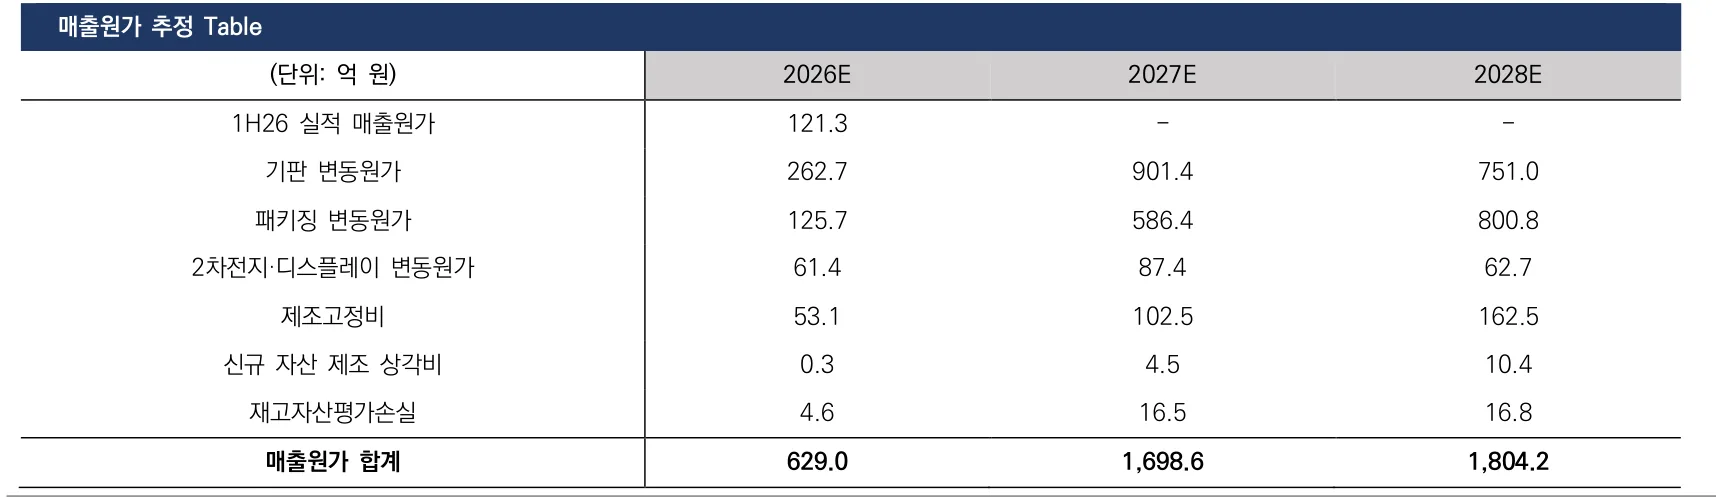 매출원가 추정 Table
(단위: 억 원) 2026E 2027E 2028E
1H26 실적 매출원가 121.3 - -
기판 변동원가 262.7 901.4 751.0
패키징 변동원가 125.7 586.4 800.8
2차전지·디스플레이 변동원가 61.4 87.4 62.7
제조고정비 53.1 102.5 162.5
신규 자산 제조 상각비 0.3 4.5 10.4
재고자산평가손실 4.6 16.5 16.8
매출원가 합계 629.0 1,698.6 1,804.2